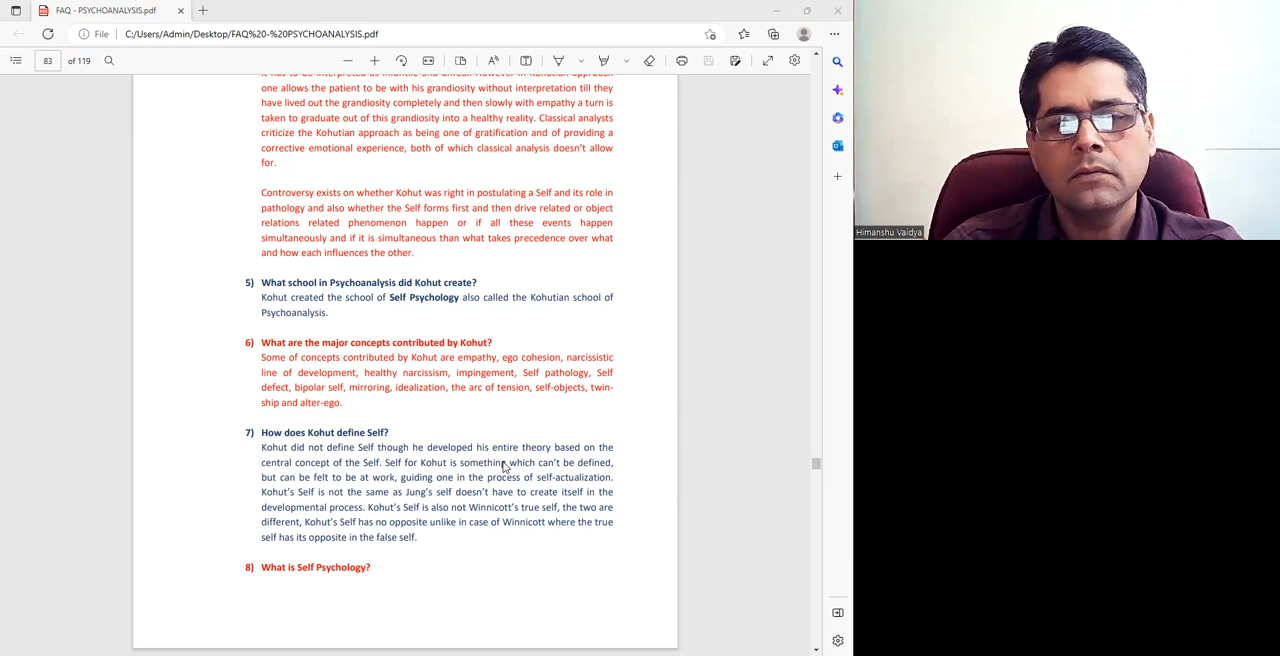 FAQ - PSYCHOANALYSIS.pdf
File
C:/Users/Admin/Desktop/FAQ%20-%20PSYCHOANALYSIS.pdf
83 of 119
one allows the patient to be with his grandiosity without interpretation till they
have lived out the grandiosity completely and then slowly with empathy a turn is
taken to graduate out of this grandiosity into a healthy reality. Classical analysts
criticize the Kohutian approach as being one of gratification and of providing a
corrective emotional experience, both of which classical analysis doesn't allow
for.
Controversy exists on whether Kohut was right in postulating a Self and its role in
pathology and also whether the Self forms first and then drive related or object
relations related phenomenon happen or if all these events happen
simultaneously and if it is simultaneous than what takes precedence over what
and how each influences the other.
5) What school in Psychoanalysis did Kohut create?
Kohut created the school of Self Psychology also called the Kohutian school of
Psychoanalysis.
6) What are the major concepts contributed by Kohut?
Some of concepts contributed by Kohut are empathy, ego cohesion, narcissistic
line of development, healthy narcissism, impingement, Self pathology, Self
defect, bipolar self, mirroring, idealization, the arc of tension, self-objects, twin-
ship and alter-ego.
7) How does Kohut define Self?
Kohut did not define Self though he developed his entire theory based on the
central concept of the Self. Self for Kohut is something which can't be defined,
but can be felt to be at work, guiding one in the process of self-actualization.
Kohut's Self is not the same as Jung's self doesn't have to create itself in the
developmental process. Kohut's Self is also not Winnicott's true self, the two are
different, Kohut's Self has no opposite unlike in case of Winnicott where the true
self has its opposite in the false self.
8) What is Self Psychology?
Himanshu Vaidya